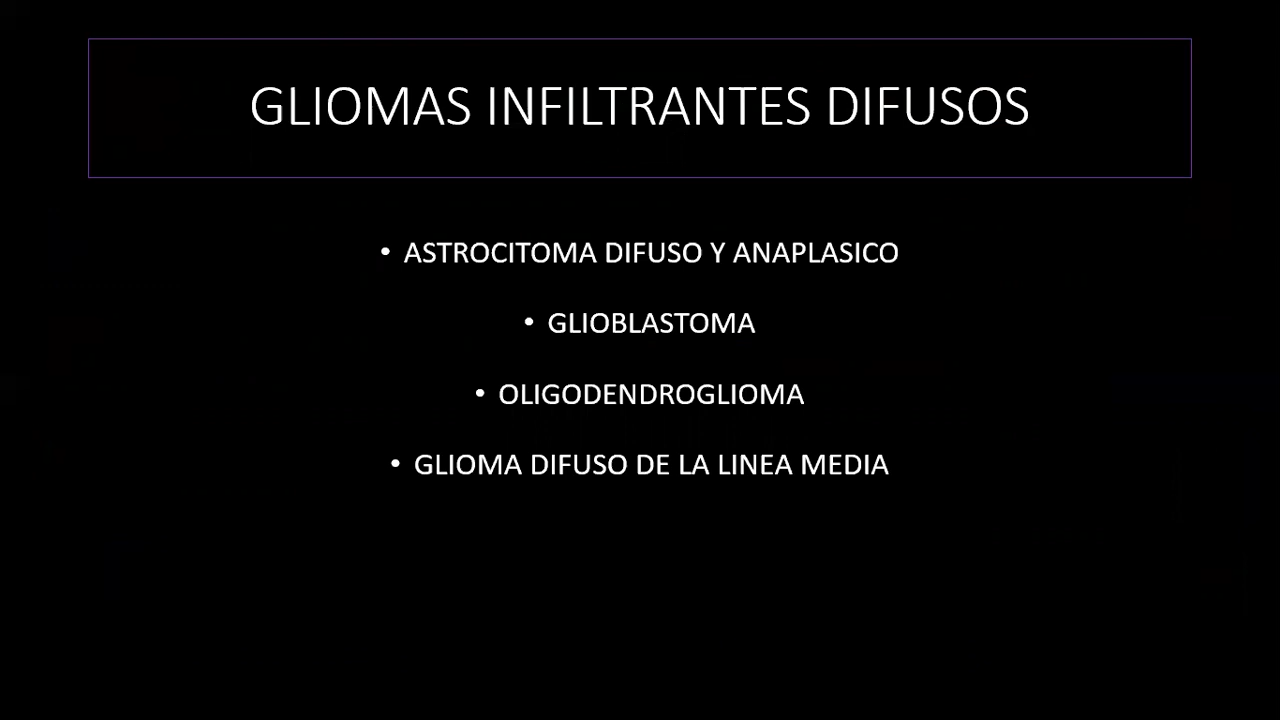 GLIOMAS INFILTRANTES DIFUSOS
• ASTROCITOMA DIFUSO Y ANAPLASICO
• GLIOBLASTOMA
• OLIGODENDROGLIOMA
• GLIOMA DIFUSO DE LA LINEA MEDIA